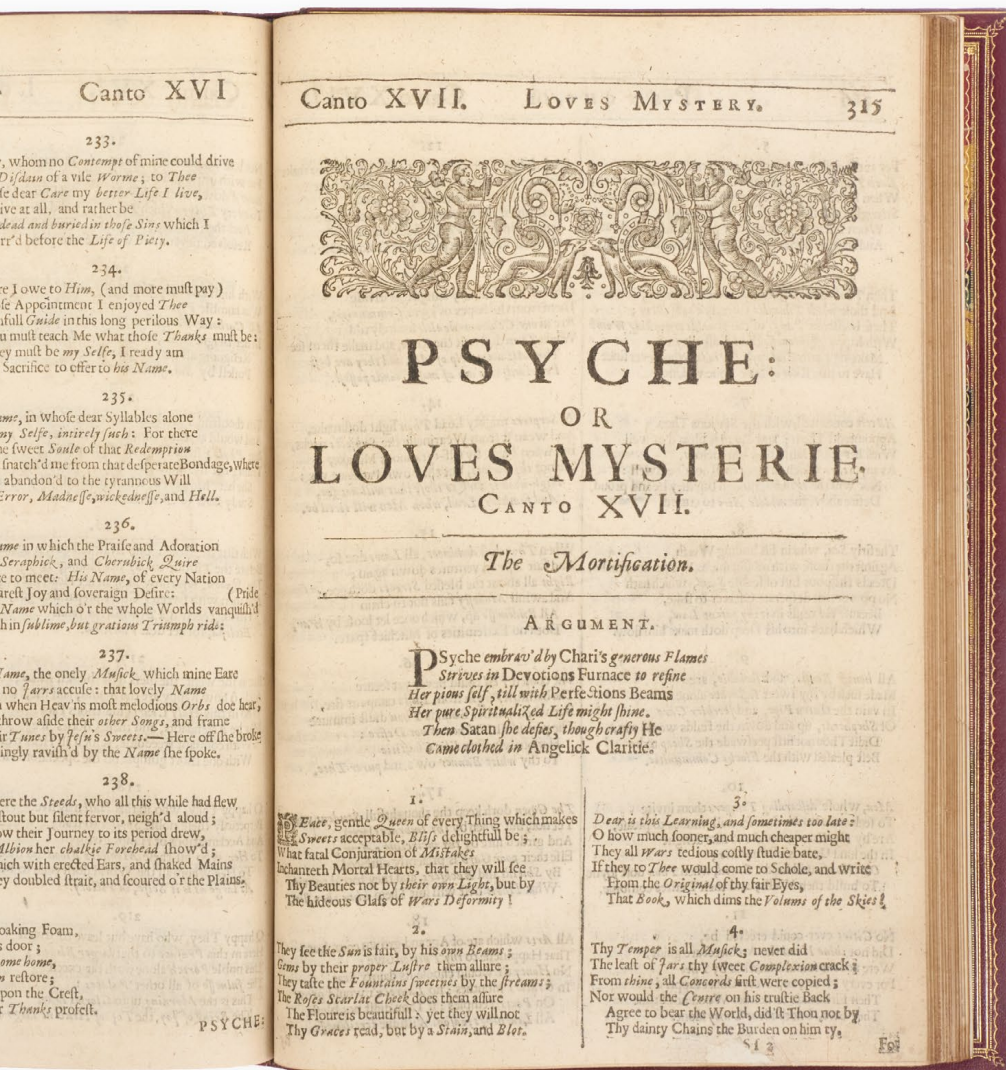 Canto XVI
233.
, whom no Contempt of mine could drive
Diſdain of a vile Worme; to Thee
ſe dear Care my better Life I live,
ive at all, and rather be
dead and buried in thoſe Sins which I
rr'd before the Life of Piety.
234.
re I owe to Him, (and more muſt pay)
ſe Appointment I enjoyed Thee
hfull Guide in this long perilous Way:
u muſt teach Me what thoſe Thanks muſt be:
ey muſt be my Selfe, I ready am
Sacrifice to offer to his Name.
235.
ame, in Whoſe dear Syllables alone
my Selfe, intirely ſuch: For there
he ſweet Soule of that Redemption
ſnatch'd me from that deſperate Bondage, where
abandon'd to the tyrannous Will
Error, Madneſſe, wickedneſſe, and Hell.
236.
ame in which the Praiſe and Adoration
Seraphick, and Cherubick Quire
e to meet: His Name, of every Nation
areſt Joy and ſoveraign Deſire: (Pride
Name which o'r the whole Worlds vanquiſh'd
h in ſublime, but gratious Triumph ride:
237.
Name, the onely Muſick which mine Eare
no Jarrs accuſe: that lovely Name
when Heav'ns moſt melodious Orbs doe hear,
throw aſide their other Songs, and frame
ir Tunes by Jeſu's Sweets.— Here off ſhe broke
ingly raviſh'd by the Name ſhe ſpoke.
238.
ere the Steeds, who all this while had flew
ſtout but ſilent fervor, neigh'd aloud;
ow their Journey to its period drew,
Albion her chalkie Forehead ſhow'd;
hich with erected Ears, and ſhaked Mains
ey doubled ſtrait, and ſcoured o'r the Plains.
oaking Foam,
s door;
ome home,
reſtore;
pon the Creſt,
r Thanks profeſt.
PSYCHE:
Canto XVII. LOVES MYSTERY. 315
PSYCHE:
OR
LOVES MYSTERIE.
CANTO XVII.
The Mortification.
ARGUMENT.
PSyche embrav'd by Chari's generous Flames
Strives in Devotions Furnace to refine
Her pious ſelf, till with Perfections Beams
Her pure Spiritualized Life might ſhine.
Then Satan ſhe defies, though crafty He
Came clothed in Angelick Claritie.
1.
PEace, gentle Queen of every Thing which makes
Sweets acceptable, Bliſs delightfull be;
What fatal Conjuration of Miſtakes
Inchanteth Mortal Hearts, that they will ſee
Thy Beauties not by their own Light, but by
The hideous Glaſs of Wars Deformity!
2.
They ſee the Sun is fair, by his own Beams;
Gems by their proper Luſtre them allure;
They taſte the Fountains ſweetnes by the ſtreams;
The Roſes Scarlat Cheek does them aſſure
The Floure is beautifull: yet they will not
Thy Graces read, but by a Stain, and Blot.
3.
Dear is this Learning, and ſometimes too late:
O how much ſooner, and much cheaper might
They all Wars tedious coſtly ſtudie bate,
If they to Thee would come to Schole, and write
From the Original of thy fair Eyes,
That Book, which dims the Volums of the Skies!
4.
Thy Temper is all Muſick; never did
The leaſt of Jars thy ſweet Complexion crack;
From thine, all Concords firſt were copied;
Nor would the Centre on his truſtie Back
Agree to bear the World, did'ſt Thou not by
Thy dainty Chains the Burden on him ty.
Sſ 2 For